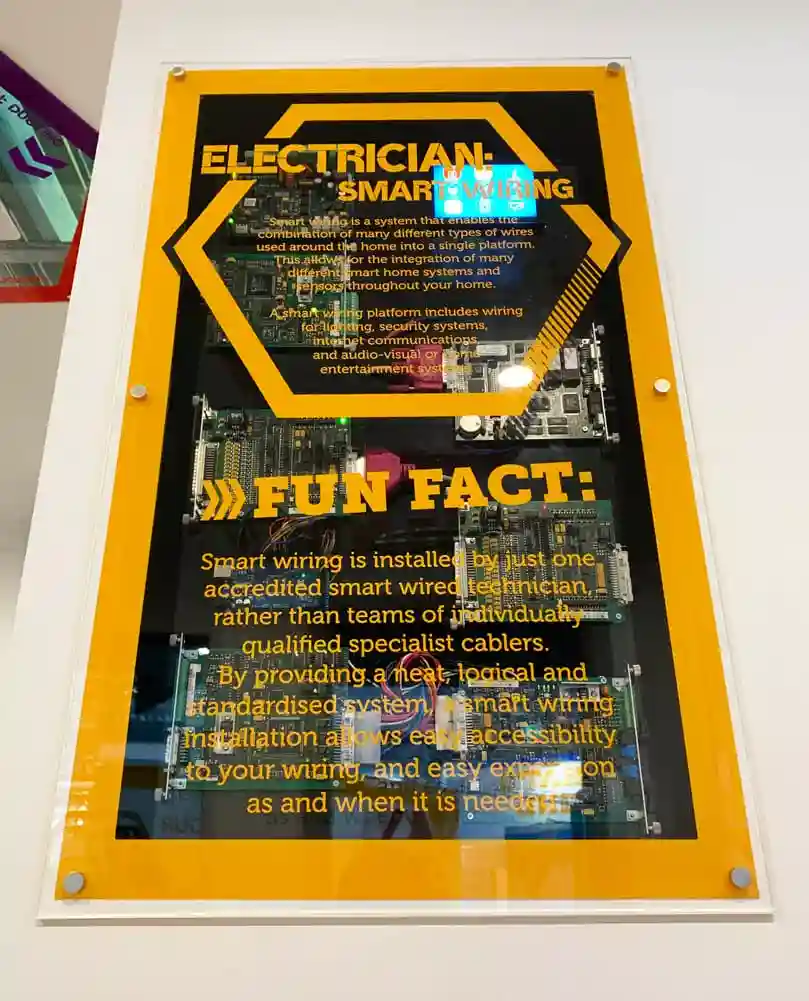 ELECTRICIAN:
SMART WIRING
Smart wiring is a system that enables the
combination of many different types of wires
used around the home into a single platform.
This allows for the integration of many
different smart home systems and
sensors throughout your home.
A smart wiring platform includes wiring
for lighting, security systems,
internet communications,
and audio-visual or home
entertainment systems.
FUN FACT:
Smart wiring is installed by just one
accredited smart wired technician,
rather than teams of individually
qualified specialist cablers.
By providing a neat, logical and
standardised system, a smart wiring
installation allows easy accessibility
to your wiring, and easy expansion
as and when it is needed.